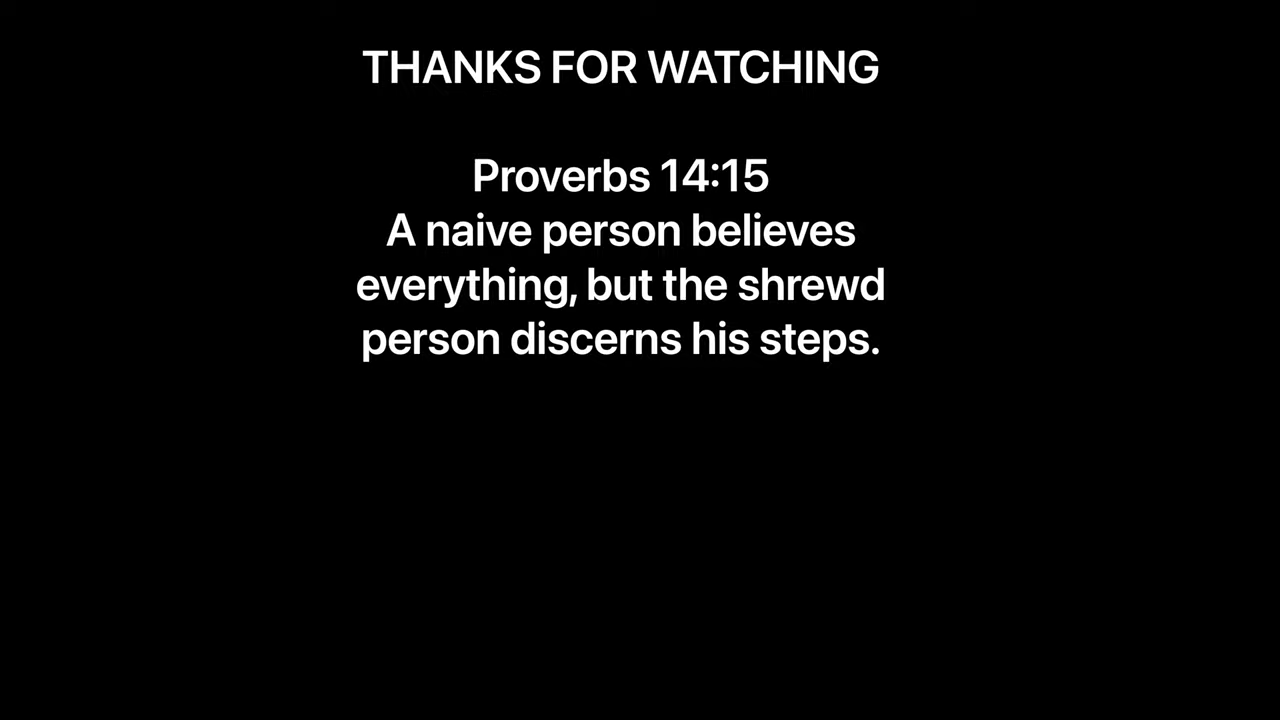 THANKS FOR WATCHING
Proverbs 14:15
A naive person believes
everything, but the shrewd
person discerns his steps.